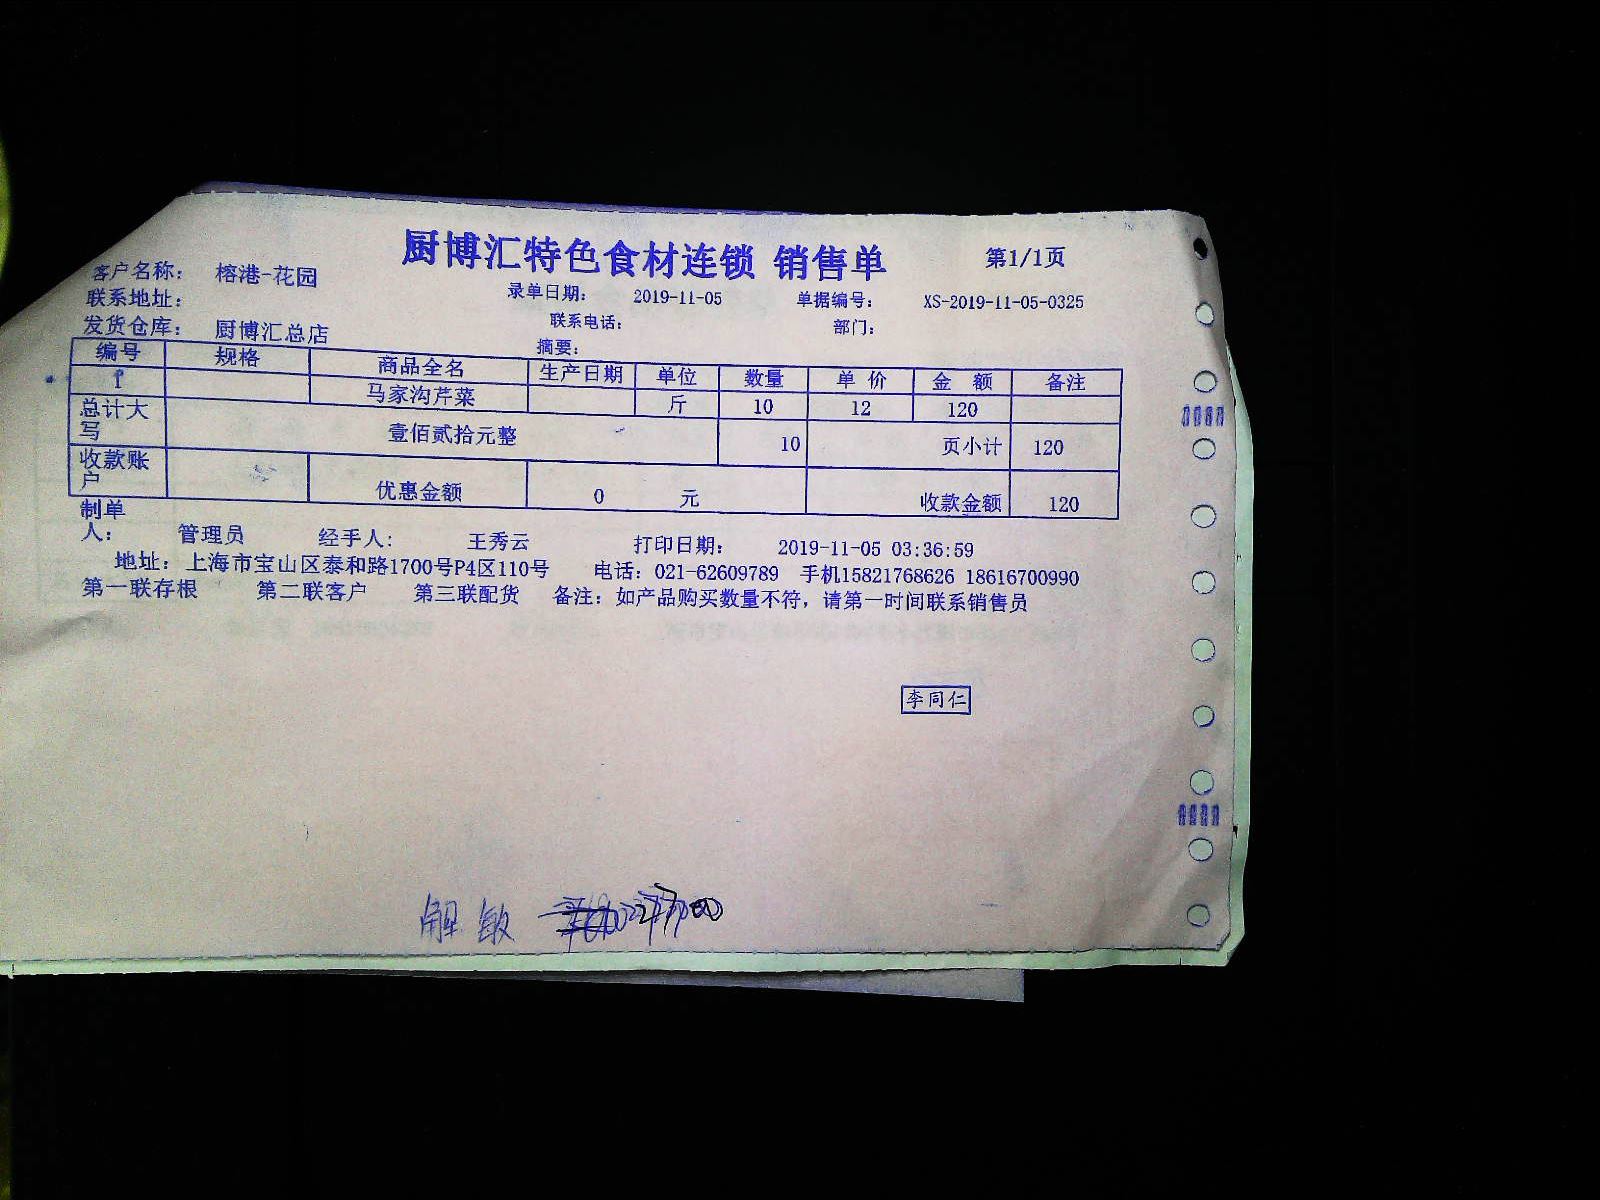 厨博汇特色食材连锁 销售单 第1/1页
客户名称： 榕港-花园
录单日期： 2019-11-05 单据编号： XS-2019-11-05-0325
联系地址： 联系电话： 部门：
发货仓库： 厨博汇总店 摘要：
编号 规格 商品全名 生产日期 单位 数量 单 价 金 额 备注
1 马家沟芹菜 斤 10 12 120
总计大写 壹佰贰拾元整 10 页小计 120
收款账户 优惠金额 0 元 收款金额 120
制单人： 管理员 经手人： 王秀云 打印日期： 2019-11-05 03:36:59
地址：上海市宝山区泰和路1700号P4区110号 电话：021-62609789 手机15821768626 18616700990
第一联存根 第二联客户 第三联配货 备注：如产品购买数量不符，请第一时间联系销售员
李同仁
解敏